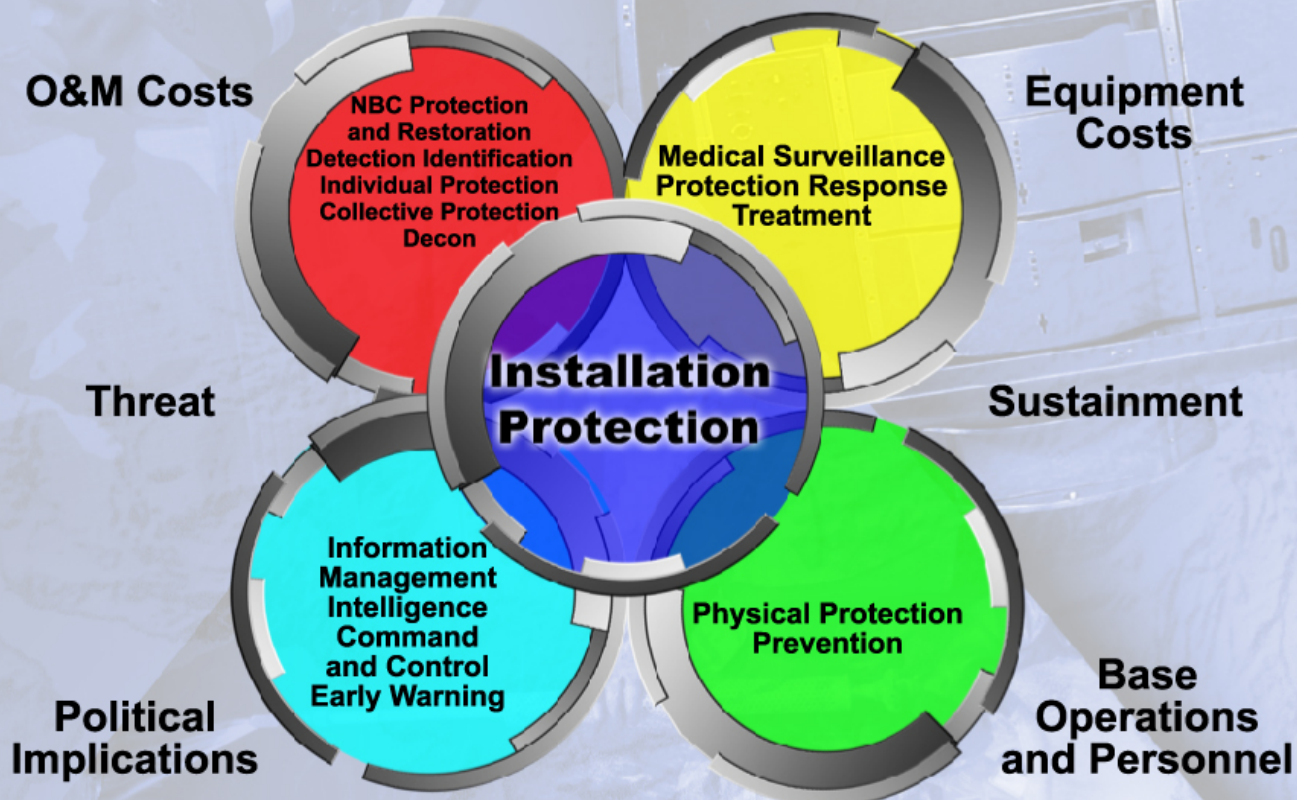 O&M Costs
NBC Protection
and Restoration
Detection Identification
Individual Protection
Collective Protection
Decon
Medical Surveillance
Protection Response
Treatment
Equipment
Costs
Threat
Installation
Protection
Sustainment
Information
Management
Intelligence
Command
and Control
Early Warning
Physical Protection
Prevention
Political
Implications
Base
Operations
and Personnel